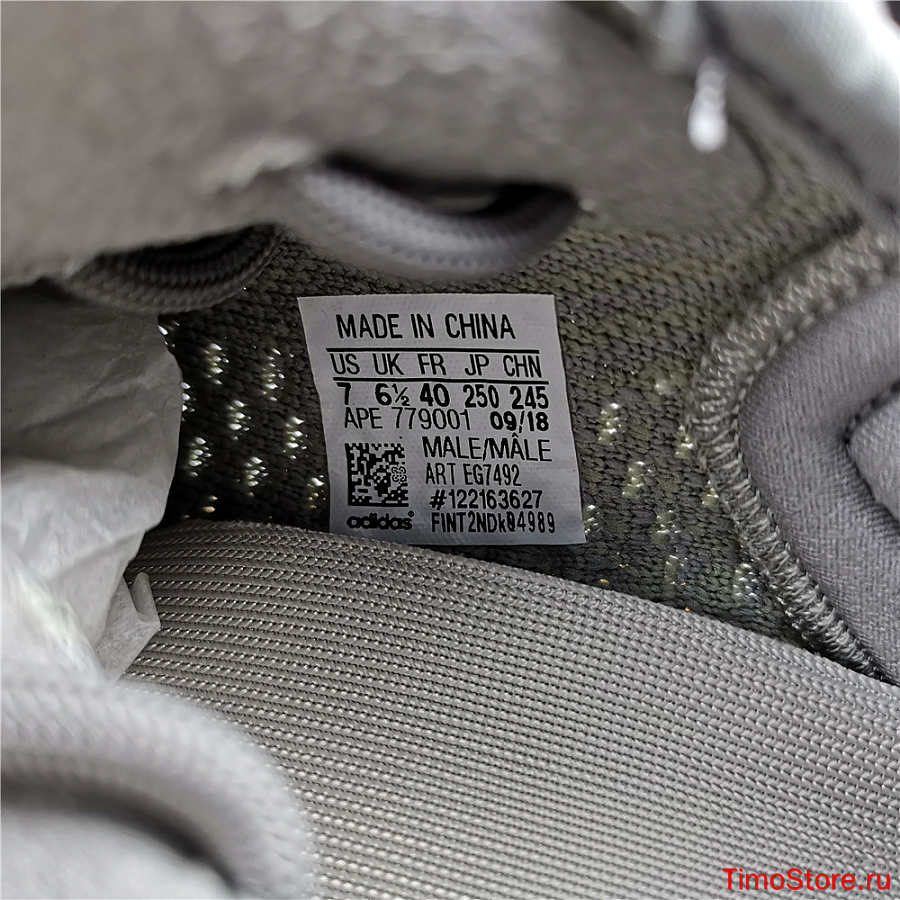 MADE IN CHINA
US UK FR JP CHN
7 6½ 40 250 245
APE 779001 09/18
MALE/MÂLE
ART EG7492
#122163627
adidas FINT2NDk04989
TimoStore.ru